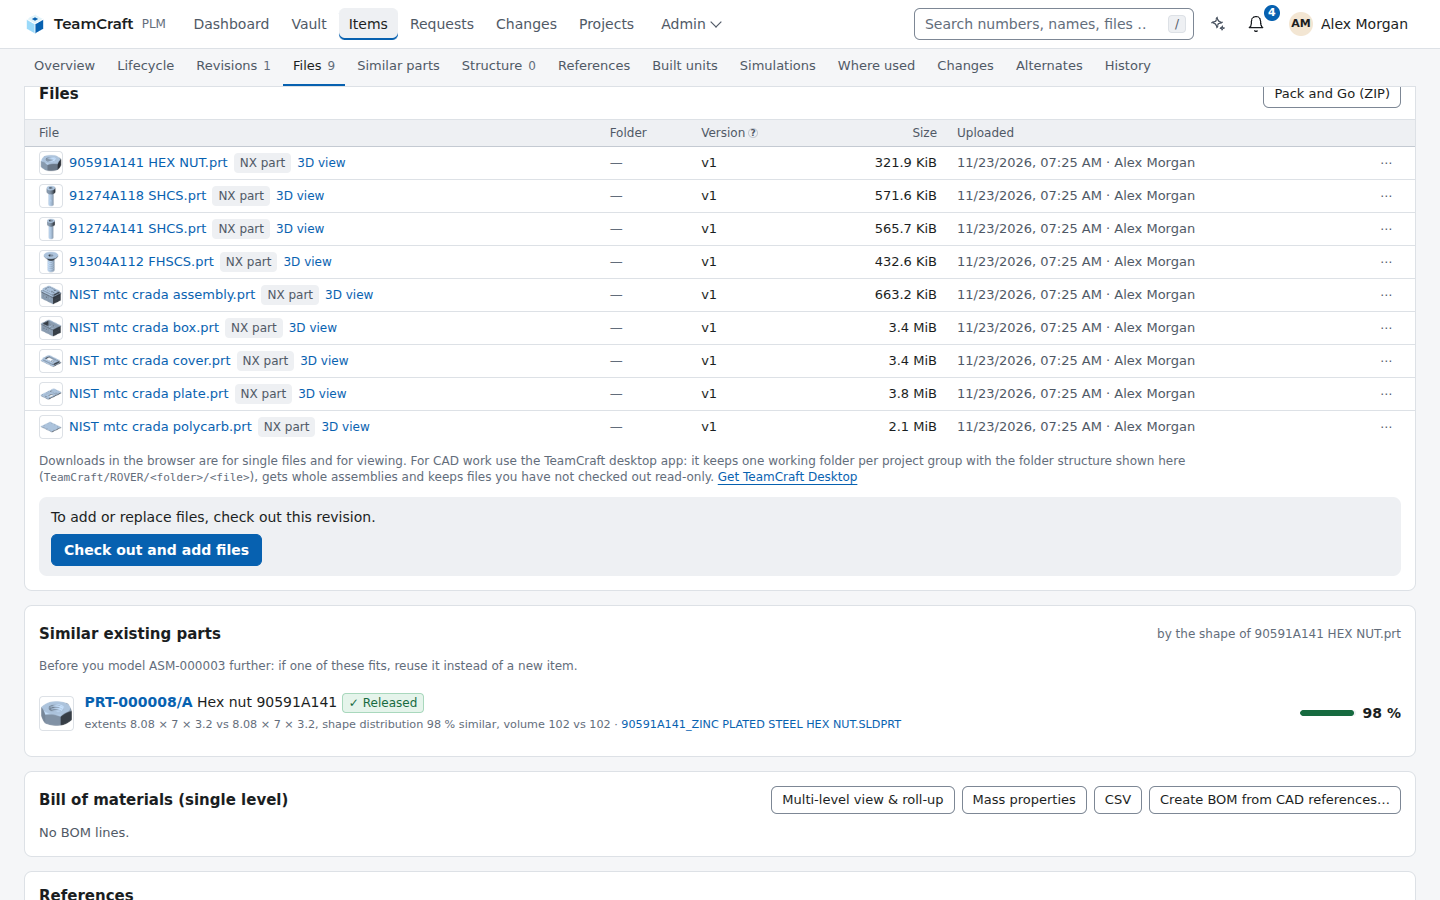 TeamCraft PLM Dashboard Vault Items Requests Changes Projects Admin Search numbers, names, files .. / 4 AM Alex Morgan
Overview Lifecycle Revisions 1 Files 9 Similar parts Structure 0 References Built units Simulations Where used Changes Alternates History
Files Pack and Go (ZIP)
File Folder Version ? Size Uploaded
90591A141 HEX NUT.prt NX part 3D view — v1 321.9 KiB 11/23/2026, 07:25 AM · Alex Morgan ...
91274A118 SHCS.prt NX part 3D view — v1 571.6 KiB 11/23/2026, 07:25 AM · Alex Morgan ...
91274A141 SHCS.prt NX part 3D view — v1 565.7 KiB 11/23/2026, 07:25 AM · Alex Morgan ...
91304A112 FHSCS.prt NX part 3D view — v1 432.6 KiB 11/23/2026, 07:25 AM · Alex Morgan ...
NIST mtc crada assembly.prt NX part 3D view — v1 663.2 KiB 11/23/2026, 07:25 AM · Alex Morgan ...
NIST mtc crada box.prt NX part 3D view — v1 3.4 MiB 11/23/2026, 07:25 AM · Alex Morgan ...
NIST mtc crada cover.prt NX part 3D view — v1 3.4 MiB 11/23/2026, 07:25 AM · Alex Morgan ...
NIST mtc crada plate.prt NX part 3D view — v1 3.8 MiB 11/23/2026, 07:25 AM · Alex Morgan ...
NIST mtc crada polycarb.prt NX part 3D view — v1 2.1 MiB 11/23/2026, 07:25 AM · Alex Morgan ...
Downloads in the browser are for single files and for viewing. For CAD work use the TeamCraft desktop app: it keeps one working folder per project group with the folder structure shown here
(TeamCraft/ROVER/<folder>/<file>), gets whole assemblies and keeps files you have not checked out read-only. Get TeamCraft Desktop
To add or replace files, check out this revision.
Check out and add files
Similar existing parts by the shape of 90591A141 HEX NUT.prt
Before you model ASM-000003 further: if one of these fits, reuse it instead of a new item.
PRT-000008/A Hex nut 90591A141 ✓ Released
extents 8.08 × 7 × 3.2 vs 8.08 × 7 × 3.2, shape distribution 98 % similar, volume 102 vs 102 · 90591A141_ZINC PLATED STEEL HEX NUT.SLDPRT 98 %
Bill of materials (single level) Multi-level view & roll-up Mass properties CSV Create BOM from CAD references...
No BOM lines.
References